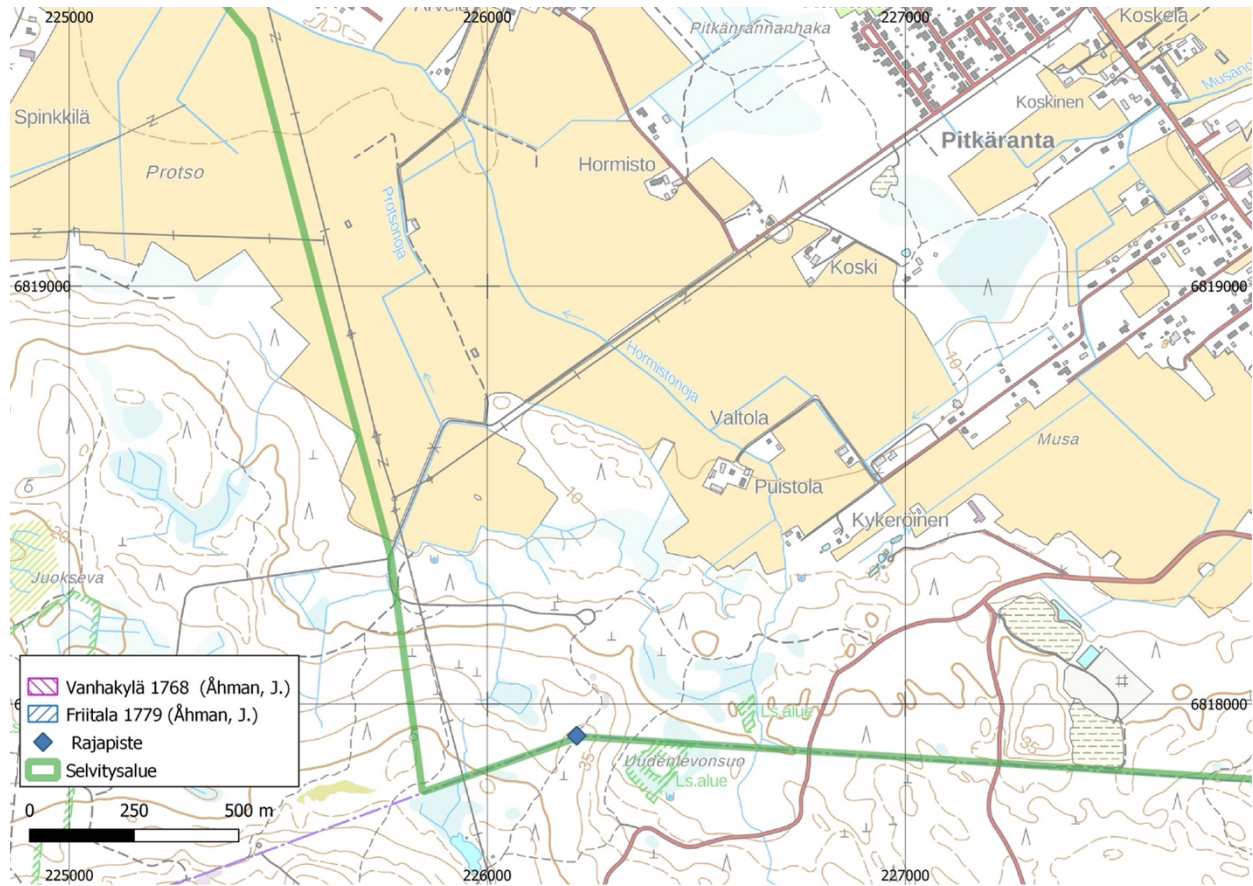 225000
226000
227000
Pitkärannanhaka
Koskela
Koskinen
Spinkkilä
Protso
Hormisto
Pitkäranta
Protsonoja
Koski
6819000
6819000
Hormistonoja
10
Valtola
Musa
Puistola
10
Kykeröinen
20
Juokseva
Vanhakylä 1768 (Åhman, J.)
Friitala 1779 (Åhman, J.)
Rajapiste
Selvitysalue
0 250 500 m
6818000
Ls.alue
35
35
Uudenlevonsuo
Ls.alue
225000
226000
227000